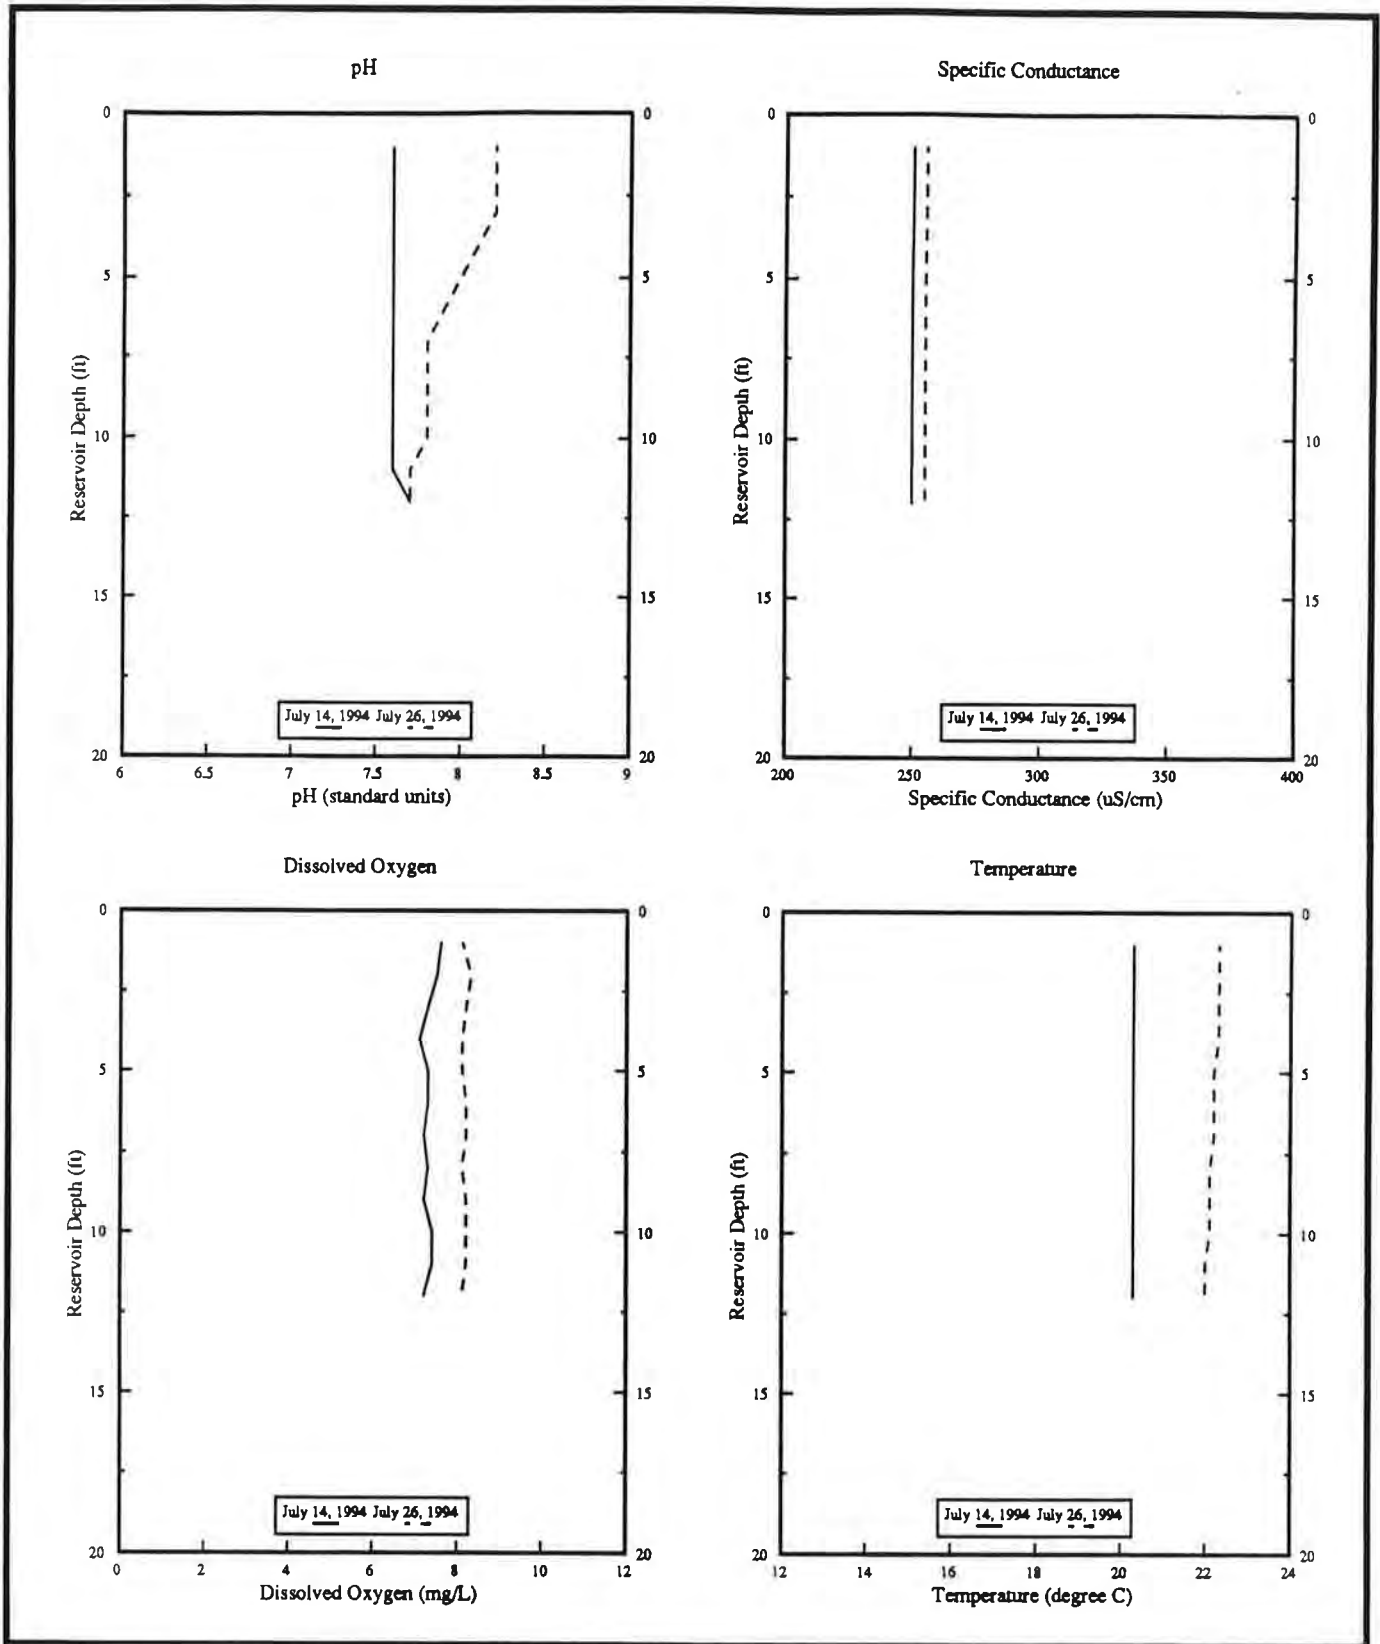 pH
0
5
10
15
20
0
5
10
15
20
Reservoir Depth (ft)
July 14, 1994 July 26, 1994
6 6.5 7 7.5 8 8.5 9
pH (standard units)
Specific Conductance
0
5
10
15
20
0
5
10
15
20
Reservoir Depth (ft)
July 14, 1994 July 26, 1994
200 250 300 350 400
Specific Conductance (uS/cm)
Dissolved Oxygen
0
5
10
15
20
0
5
10
15
20
Reservoir Depth (ft)
July 14, 1994 July 26, 1994
0 2 4 6 8 10 12
Dissolved Oxygen (mg/L)
Temperature
0
5
10
15
20
0
5
10
15
20
Reservoir Depth (ft)
July 14, 1994 July 26, 1994
12 14 16 18 20 22 24
Temperature (degree C)